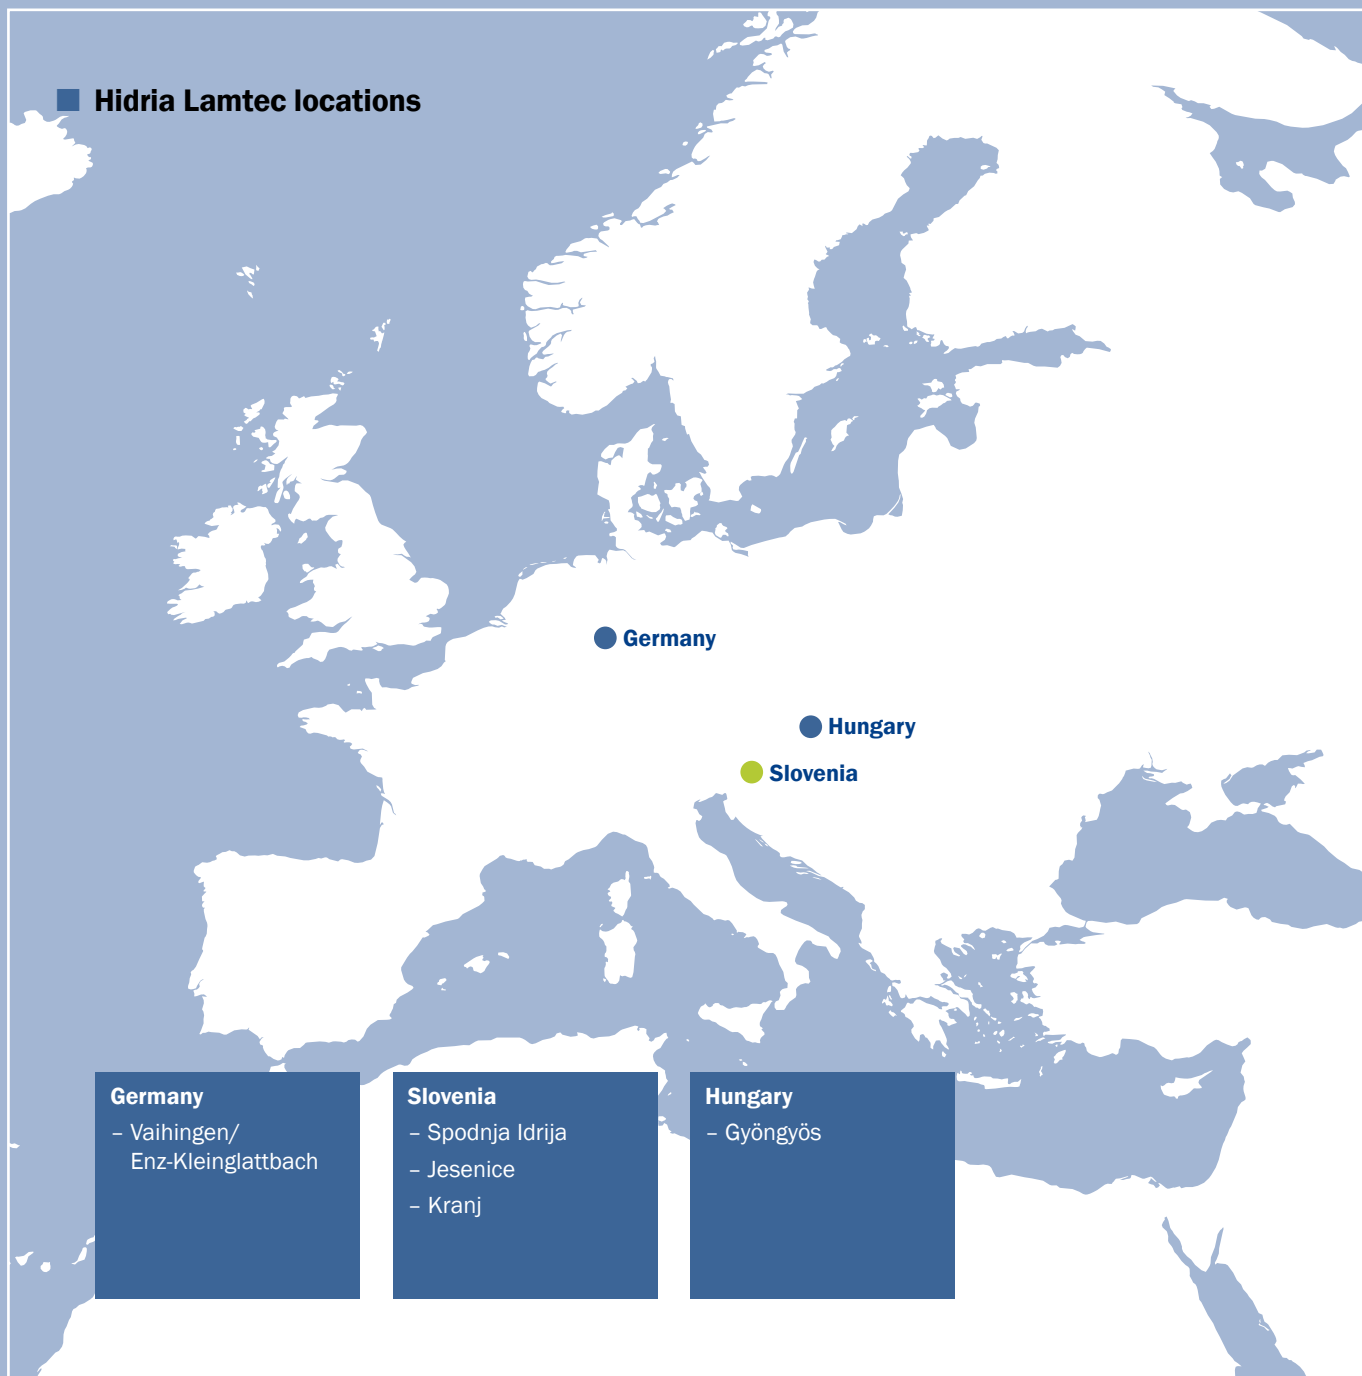 Hidria Lamtec locations
Germany
Hungary
Slovenia
Germany
– Vaihingen/
Enz-Kleinglattbach
Slovenia
– Spodnja Idrija
– Jesenice
– Kranj
Hungary
– Gyöngyös